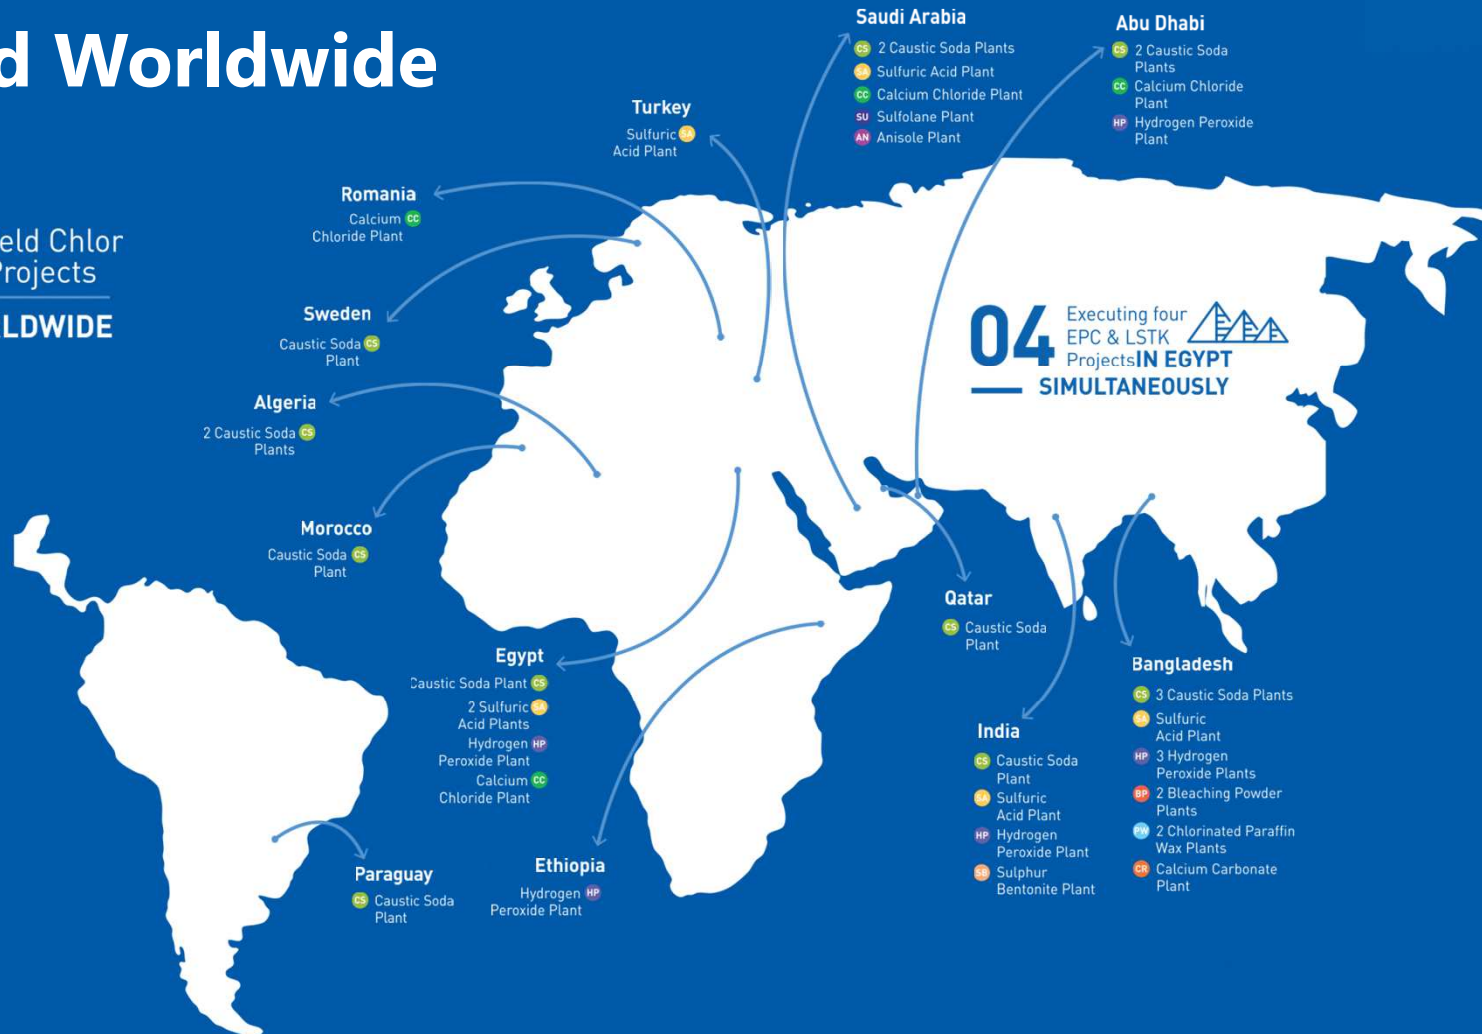 d Worldwide
eld Chlor
Projects
LDWIDE
Saudi Arabia
CS 2 Caustic Soda Plants
SA Sulfuric Acid Plant
CC Calcium Chloride Plant
SU Sulfolane Plant
AN Anisole Plant
Abu Dhabi
CS 2 Caustic Soda
Plants
CC Calcium Chloride
Plant
HP Hydrogen Peroxide
Plant
Turkey
Sulfuric SA
Acid Plant
Romania
Calcium CC
Chloride Plant
Sweden
Caustic Soda CS
Plant
Algeria
2 Caustic Soda CS
Plants
Morocco
Caustic Soda CS
Plant
04
Executing four
EPC & LSTK
Projects IN EGYPT
SIMULTANEOUSLY
Egypt
Caustic Soda Plant CS
2 Sulfuric SA
Acid Plants
Hydrogen HP
Peroxide Plant
Calcium CC
Chloride Plant
Ethiopia
Hydrogen HP
Peroxide Plant
Paraguay
CS Caustic Soda
Plant
Qatar
CS Caustic Soda
Plant
India
CS Caustic Soda
Plant
SA Sulfuric
Acid Plant
HP Hydrogen
Peroxide Plant
SB Sulphur
Bentonite Plant
Bangladesh
CS 3 Caustic Soda Plants
SA Sulfuric
Acid Plant
HP 3 Hydrogen
Peroxide Plants
BP 2 Bleaching Powder
Plants
PW 2 Chlorinated Paraffin
Wax Plants
CR Calcium Carbonate
Plant